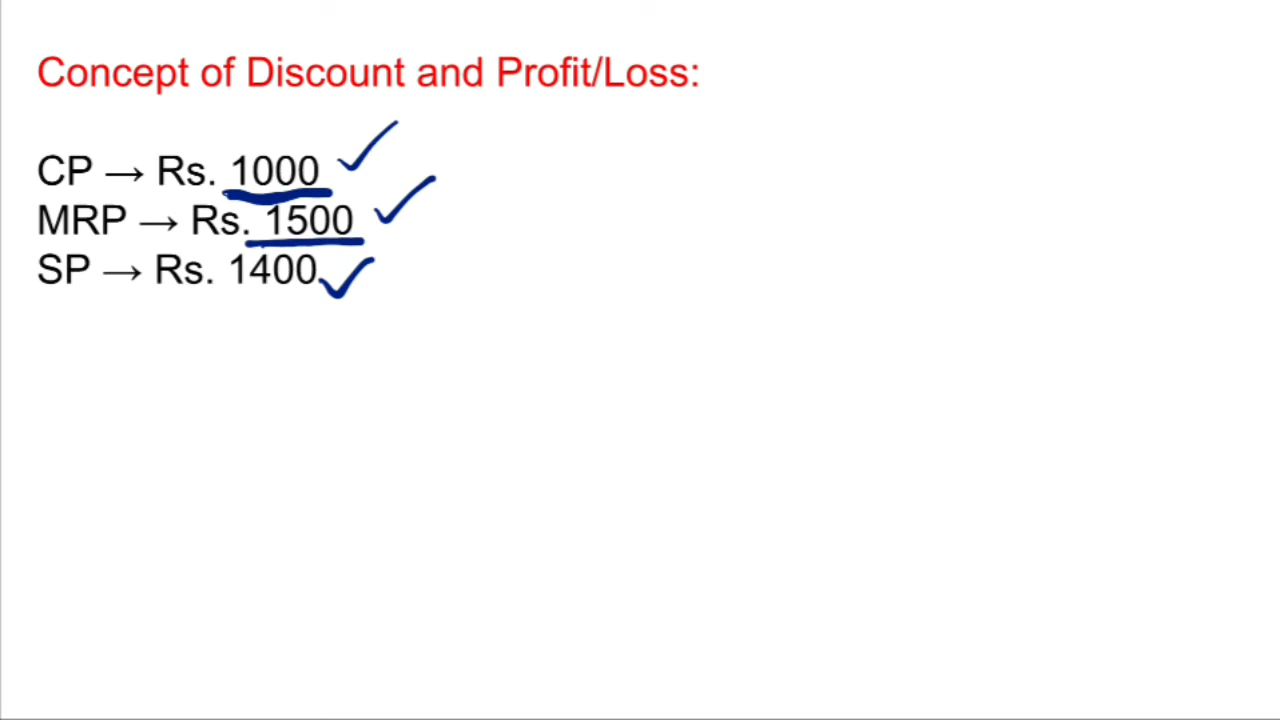 Concept of Discount and Profit/Loss:
CP → Rs. 1000
MRP → Rs. 1500
SP → Rs. 1400